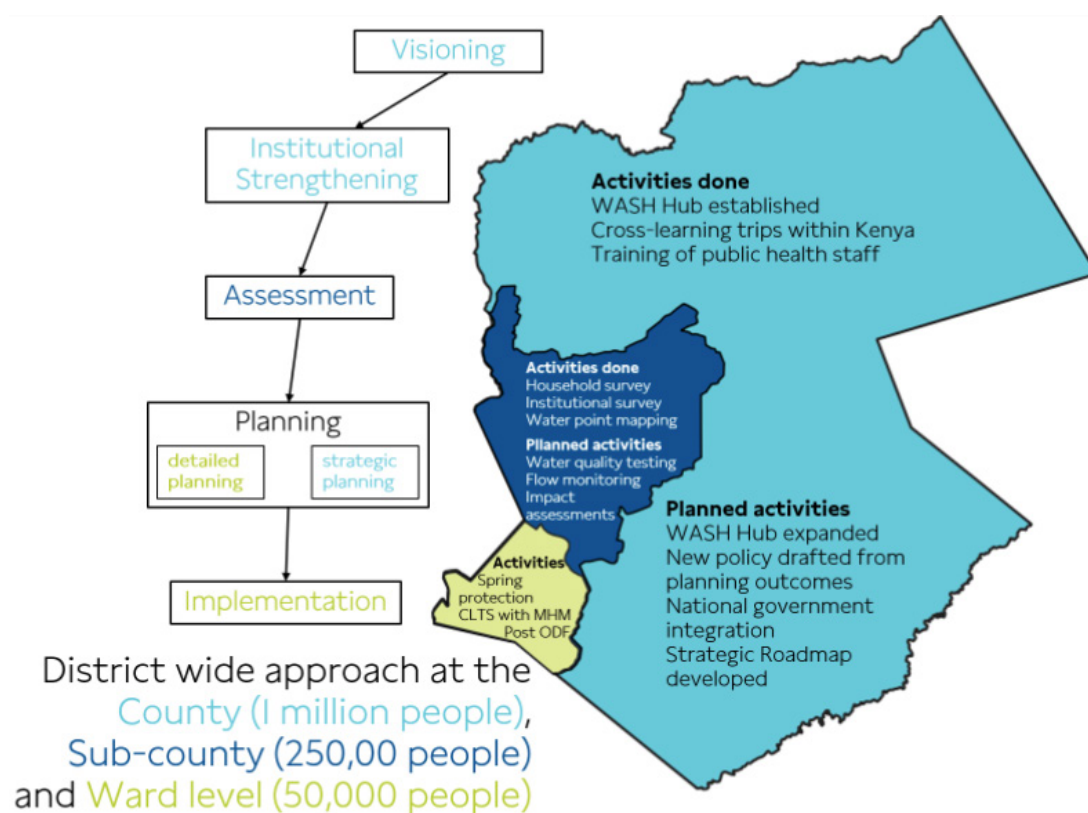 Visioning
Institutional
Strengthening
Assessment
Planning
detailed
planning
strategic
planning
Implementation
Activities done
WASH Hub established
Cross-learning trips within Kenya
Training of public health staff
Activities done
Household survey
Institutional survey
Water point mapping
Pllanned activities
Water quality testing
Flow monitoring
Impact
assessments
Activities
Spring
protection
CLTS with MHM
Post ODF
Planned activities
WASH Hub expanded
New policy drafted from
planning outcomes
National government
integration
Strategic Roadmap
developed
District wide approach at the
County (1 million people),
Sub-county (250,00 people)
and Ward level (50,000 people)